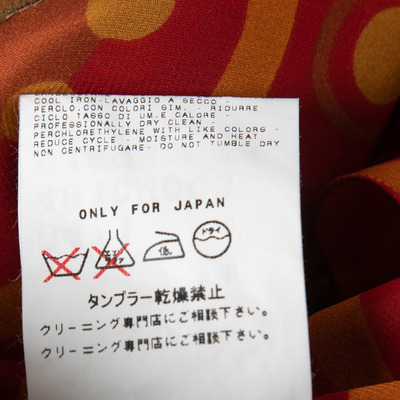 COOL IRON-LAVAGGIO A SECCO -
PERCLO.CON COLORI SIM. - RIDURRE
CICLO TASSO DI UM.E CALORE -
PROFESSIONALLY DRY CLEAN -
PERCHLORETHYLENE WITH LIKE COLORS -
REDUCE CYCLE - MOISTURE AND HEAT
NON CENTRIFUGARE- DO NOT TUMBLE DRY
ONLY FOR JAPAN
低
ドライ
タンブラー乾燥禁止
クリーニング専門店にご相談下さい。
クリーニング専門店にご相談下さい。